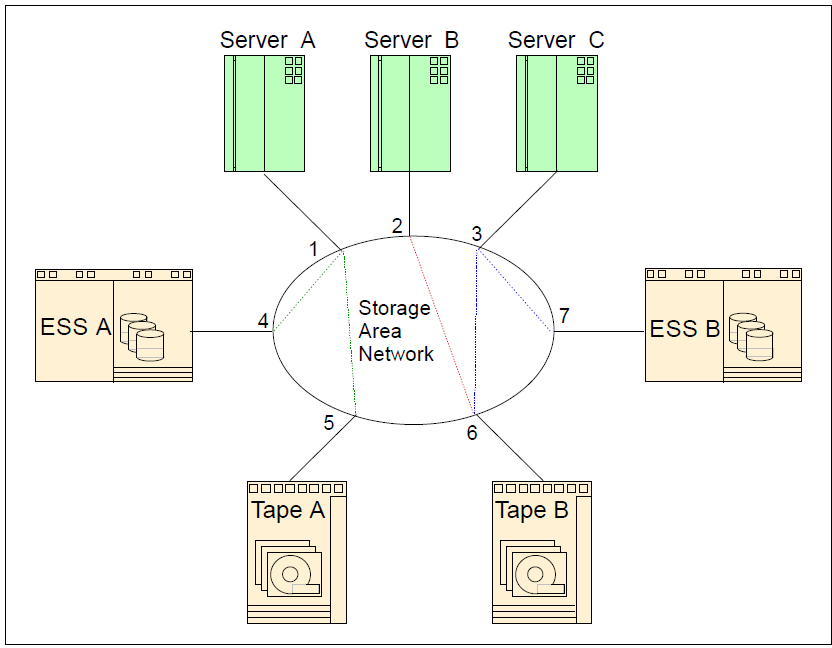 Server A
Server B
Server C
1
2
3
4
Storage
Area
Network
7
ESS A
ESS B
5
6
Tape A
Tape B